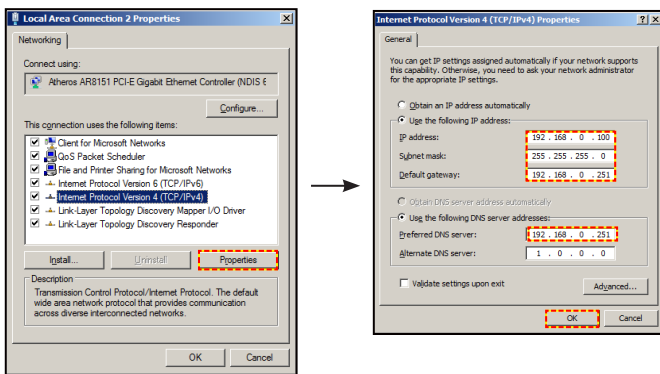 Local Area Connection 2 Properties
Networking
Connect using:
Atheros AR8151 PCI-E Gigabit Ethernet Controller (NDIS 6
Configure...
This connection uses the following items:
Client for Microsoft Networks
QoS Packet Scheduler
File and Printer Sharing for Microsoft Networks
Internet Protocol Version 6 (TCP/IPv6)
Internet Protocol Version 4 (TCP/IPv4)
Link-Layer Topology Discovery Mapper I/O Driver
Link-Layer Topology Discovery Responder
Install...
Uninstall
Properties
Description
Transmission Control Protocol/Internet Protocol. The default
wide area network protocol that provides communication
across diverse interconnected networks.
OK
Cancel
Internet Protocol Version 4 (TCP/IPv4) Properties
General
You can get IP settings assigned automatically if your network supports
this capability. Otherwise, you need to ask your network administrator
for the appropriate IP settings.
Obtain an IP address automatically
Use the following IP address:
IP address: 192 . 168 . 0 . 100
Subnet mask: 255 . 255 . 255 . 0
Default gateway: 192 . 168 . 0 . 251
Obtain DNS server address automatically
Use the following DNS server addresses:
Preferred DNS server: 192 . 168 . 0 . 251
Alternate DNS server: 1 . 0 . 0 . 0
Validate settings upon exit
Advanced...
OK
Cancel